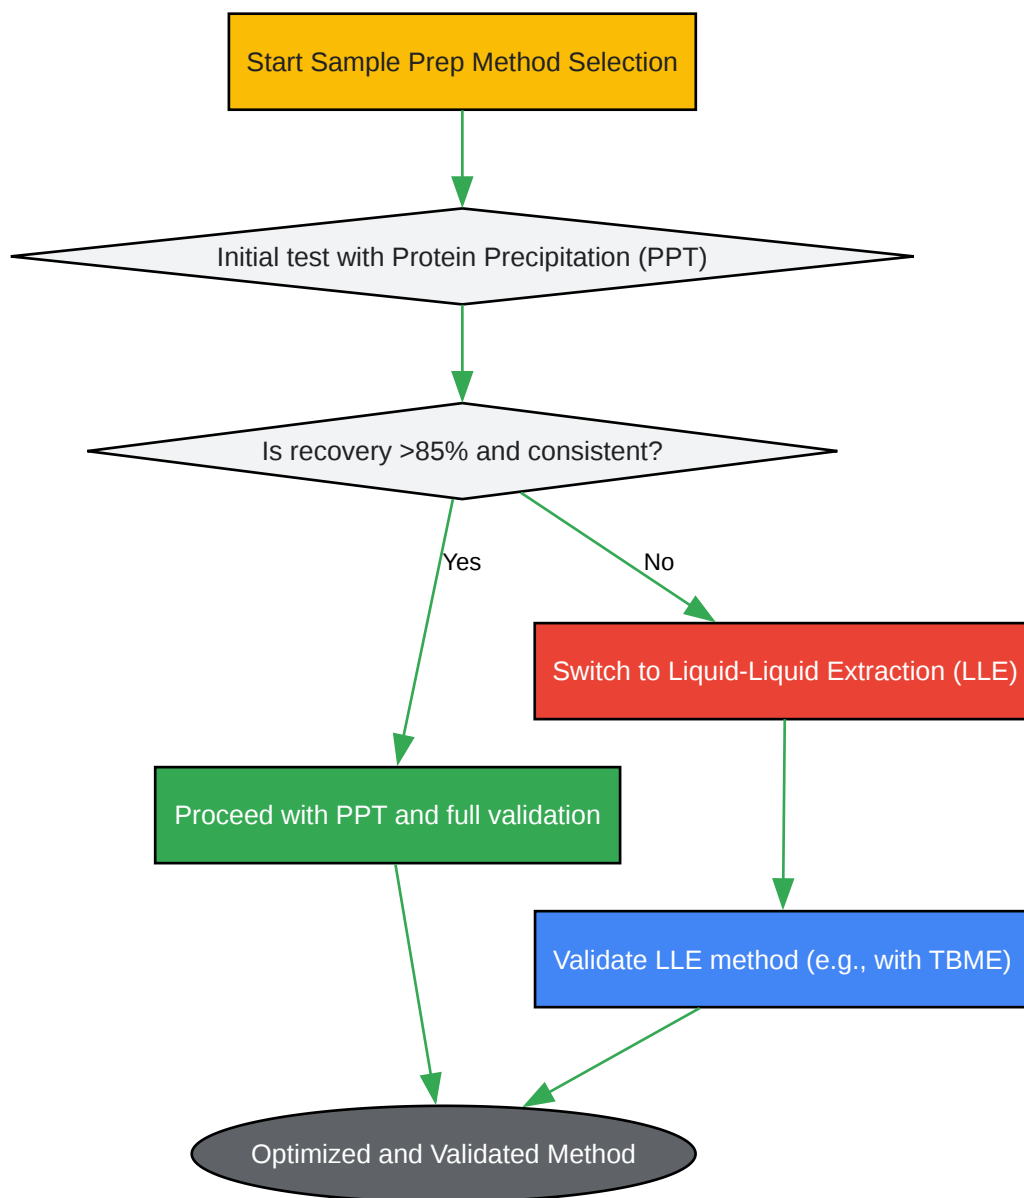 Start Sample Prep Method Selection
Initial test with Protein Precipitation (PPT)
Is recovery >85% and consistent?
Yes
No
Switch to Liquid-Liquid Extraction (LLE)
Proceed with PPT and full validation
Validate LLE method (e.g., with TBME)
Optimized and Validated Method